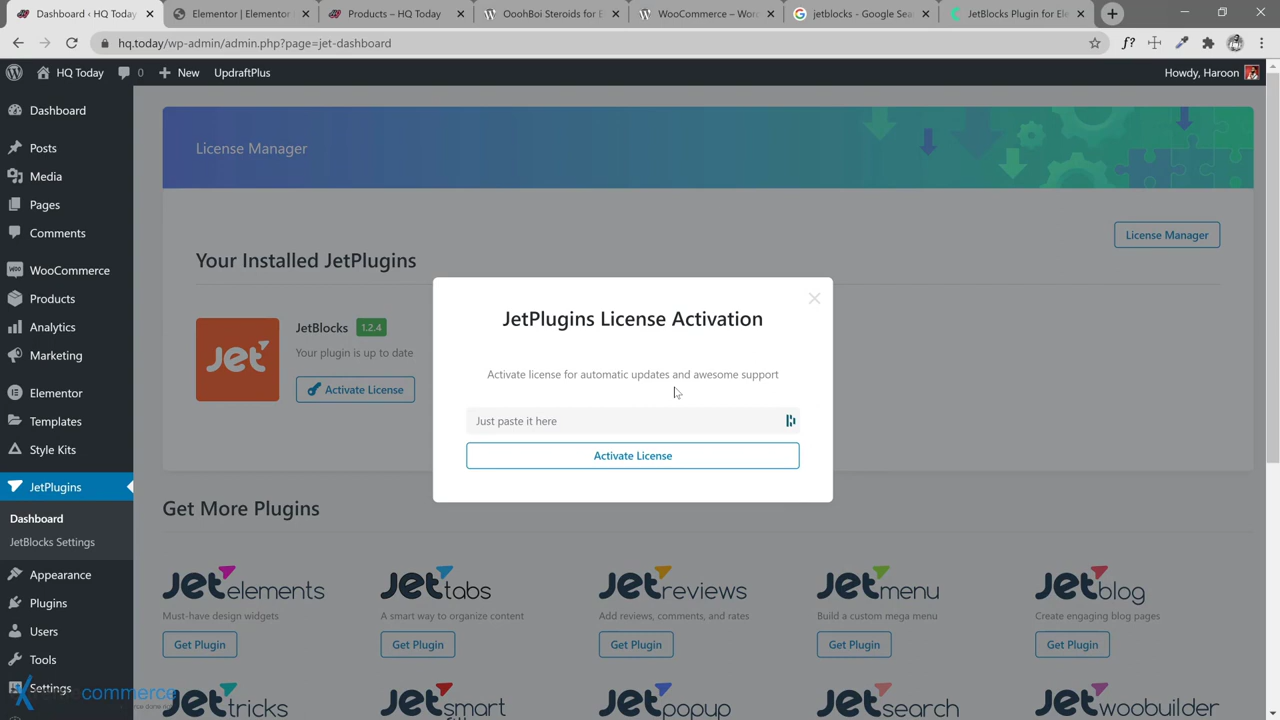 Dashboard ‹ HQ Today
Elementor | Elementor
Products – HQ Today
OoohBoi Steroids for E
WooCommerce – Wor
jetblocks - Google Sea
JetBlocks Plugin for Ele
hq.today/wp-admin/admin.php?page=jet-dashboard
HQ Today
0
New
UpdraftPlus
Howdy, Haroon
Dashboard
Posts
Media
Pages
Comments
WooCommerce
Products
Analytics
Marketing
Elementor
Templates
Style Kits
JetPlugins
Dashboard
JetBlocks Settings
Appearance
Plugins
Users
Tools
Settings
commerce
License Manager
License Manager
Your Installed JetPlugins
Jet
JetBlocks 1.2.4
Your plugin is up to date
Activate License
JetPlugins License Activation
Activate license for automatic updates and awesome support
Just paste it here
Activate License
Get More Plugins
Jetelements
Must-have design widgets
Get Plugin
Jettabs
A smart way to organize content
Get Plugin
Jetreviews
Add reviews, comments, and rates
Get Plugin
Jetmenu
Build a custom mega menu
Get Plugin
Jetblog
Create engaging blog pages
Get Plugin
Jettricks
Jetsmart
Jetpopup
Jetsearch
Jetwoobuilder